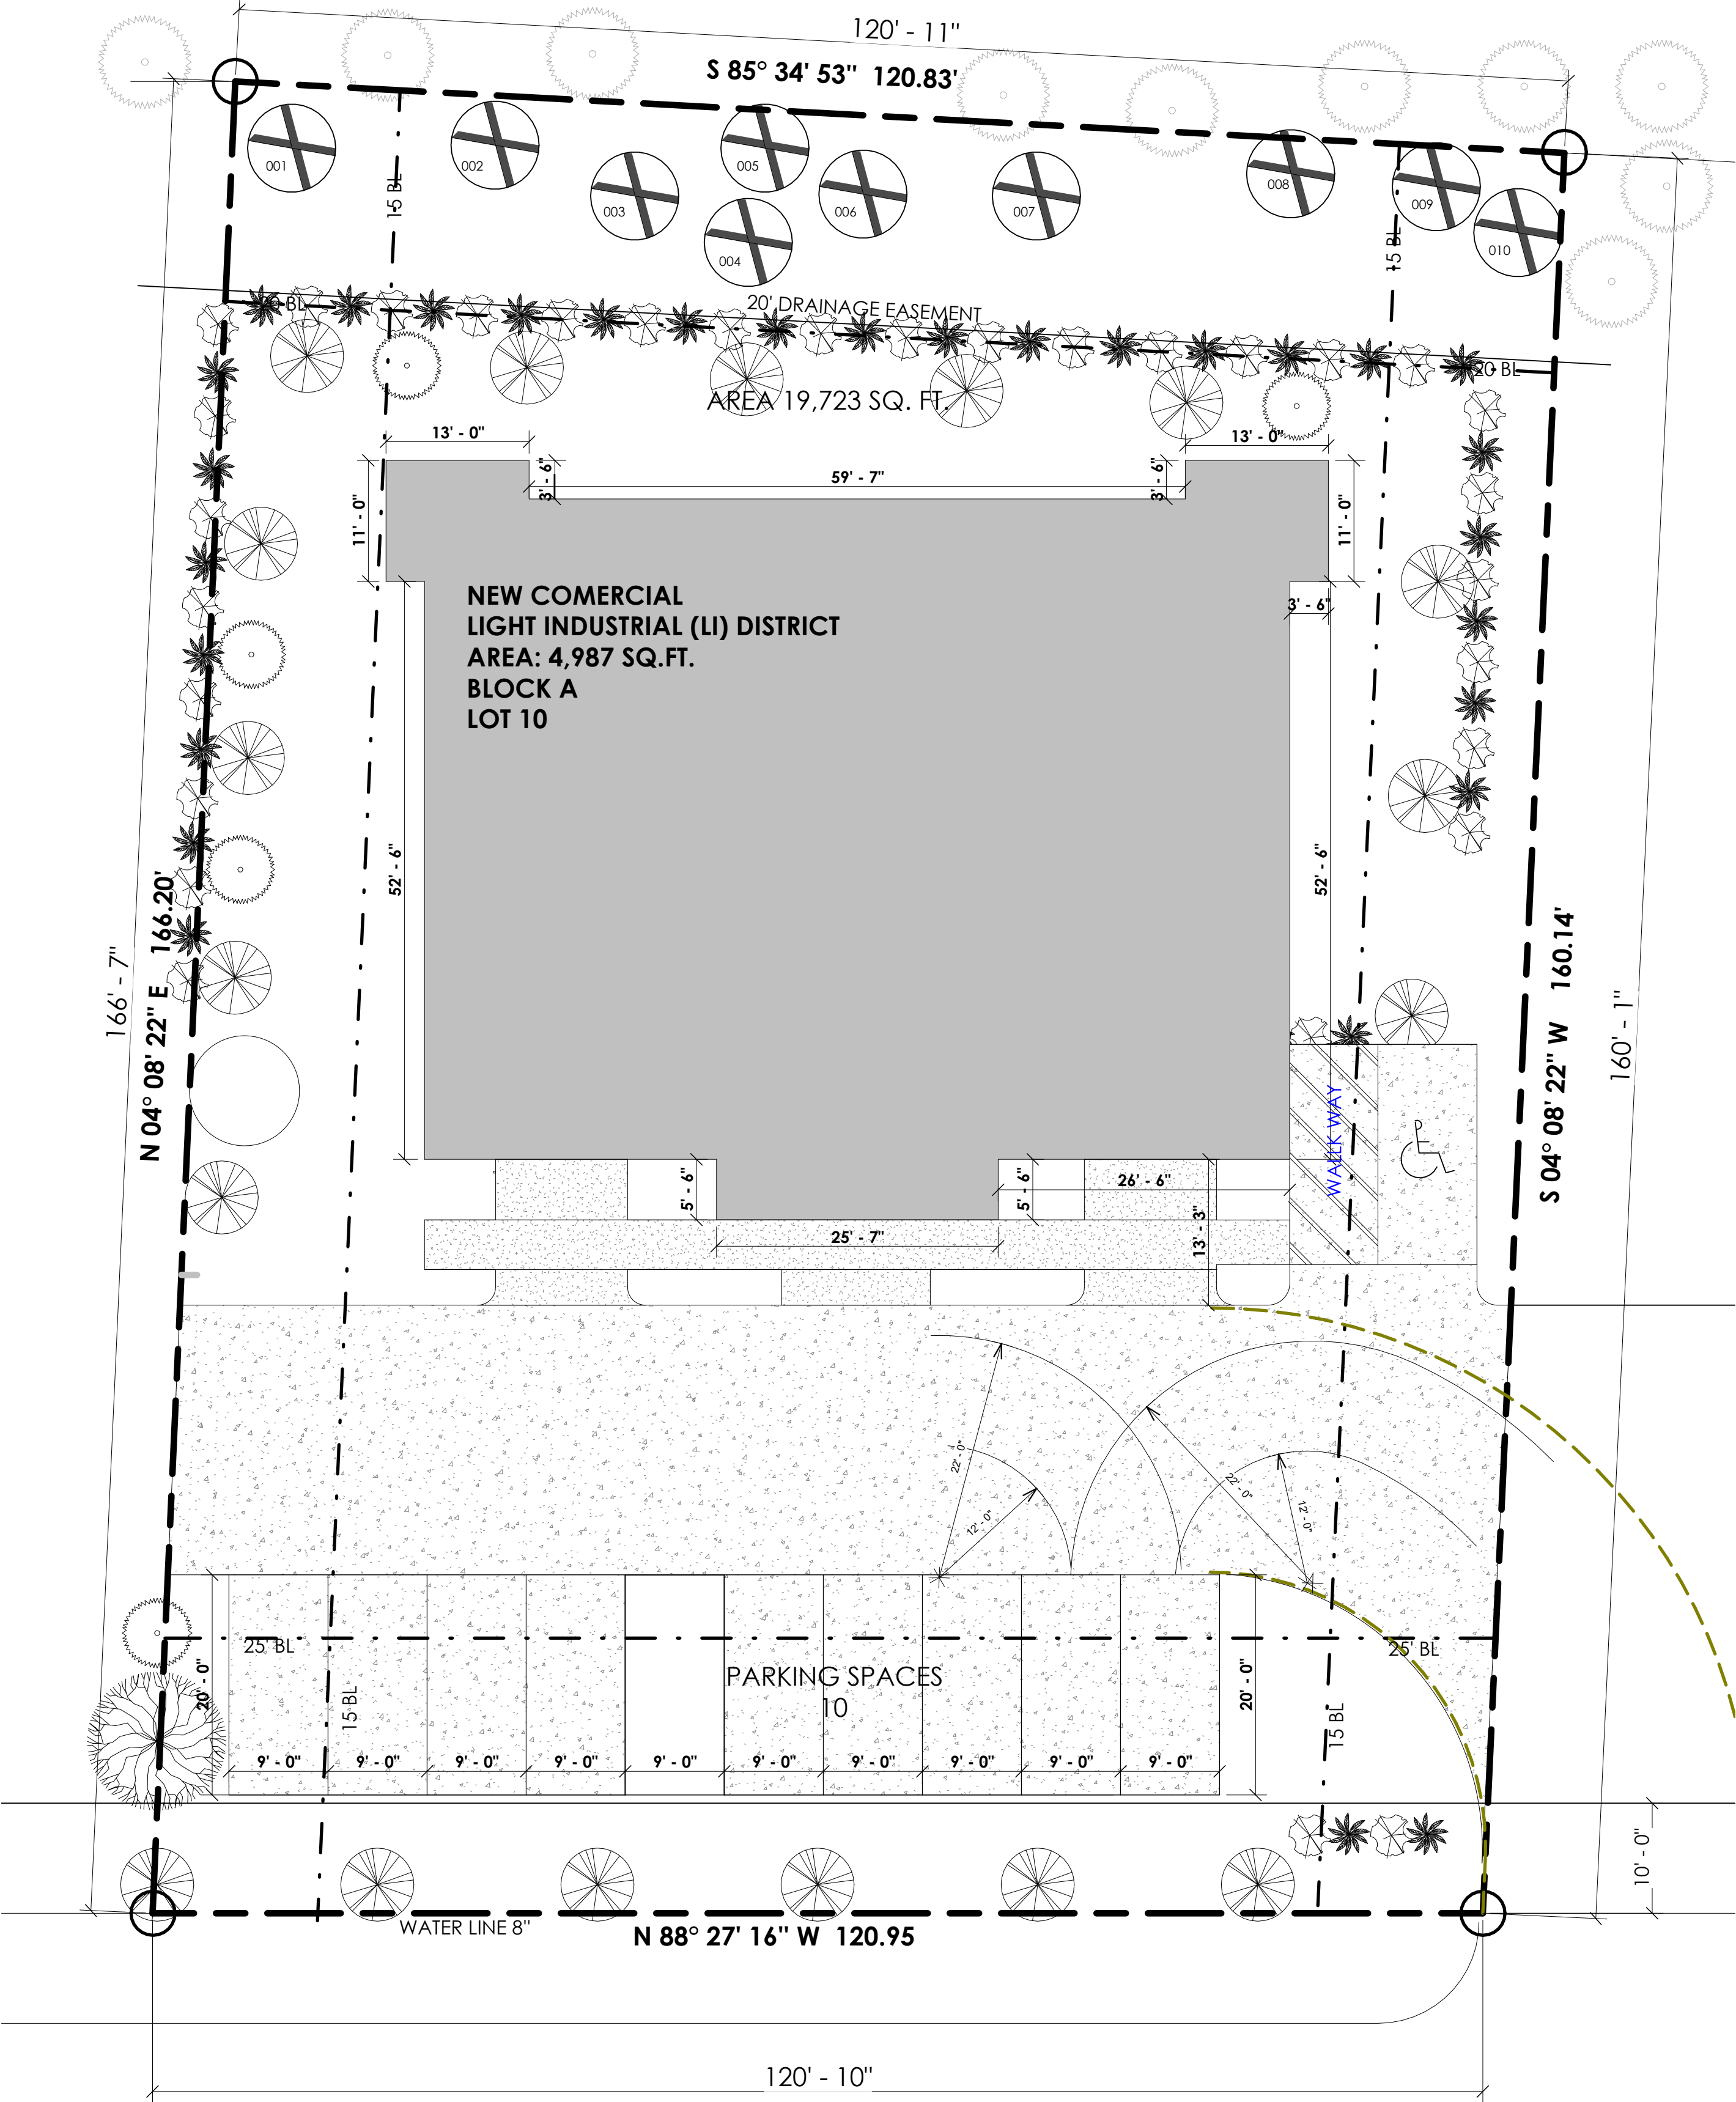 120' - 11"
S 85° 34' 53" 120.83'
001
002
003
004
005
006
007
008
009
010
15 BL
15 BL
20 BL
20' DRAINAGE EASEMENT
20 BL
AREA 19,723 SQ. FT.
13' - 0"
13' - 0"
3' - 6"
59' - 7"
3' - 6"
11' - 0"
11' - 0"
NEW COMERCIAL
LIGHT INDUSTRIAL (LI) DISTRICT
AREA: 4,987 SQ.FT.
BLOCK A
LOT 10
3' - 6"
52' - 6"
52' - 6"
166' - 7"
N 04° 08' 22" E 166.20'
S 04° 08' 22" W 160.14'
160' - 1"
WALLK WAY
5' - 6"
5' - 6"
26' - 6"
25' - 7"
13' - 3"
22' - 0"
12' - 0"
22' - 0"
12' - 0"
25' BL
25' BL
20' - 0"
15 BL
PARKING SPACES
10
20' - 0"
15 BL
9' - 0"
9' - 0"
9' - 0"
9' - 0"
9' - 0"
9' - 0"
9' - 0"
9' - 0"
9' - 0"
9' - 0"
10' - 0"
WATER LINE 8"
N 88° 27' 16" W 120.95
120' - 10"